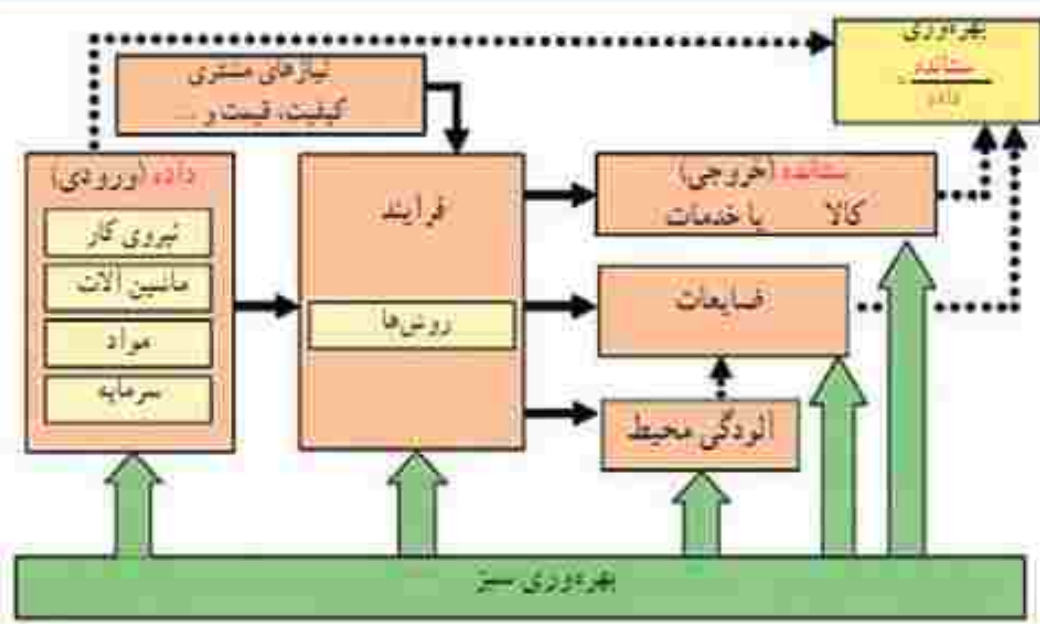 بهره‌وری
ستانده
داده
نیازهای مشتری
کیفیت، قیمت و ...
داده (ورودی)
نیروی کار
ماشین آلات
مواد
سرمایه
فرایند
روش‌ها
ستانده (خروجی)
کالا یا خدمات
ضایعات
آلودگی محیط
بهره‌وری سبز